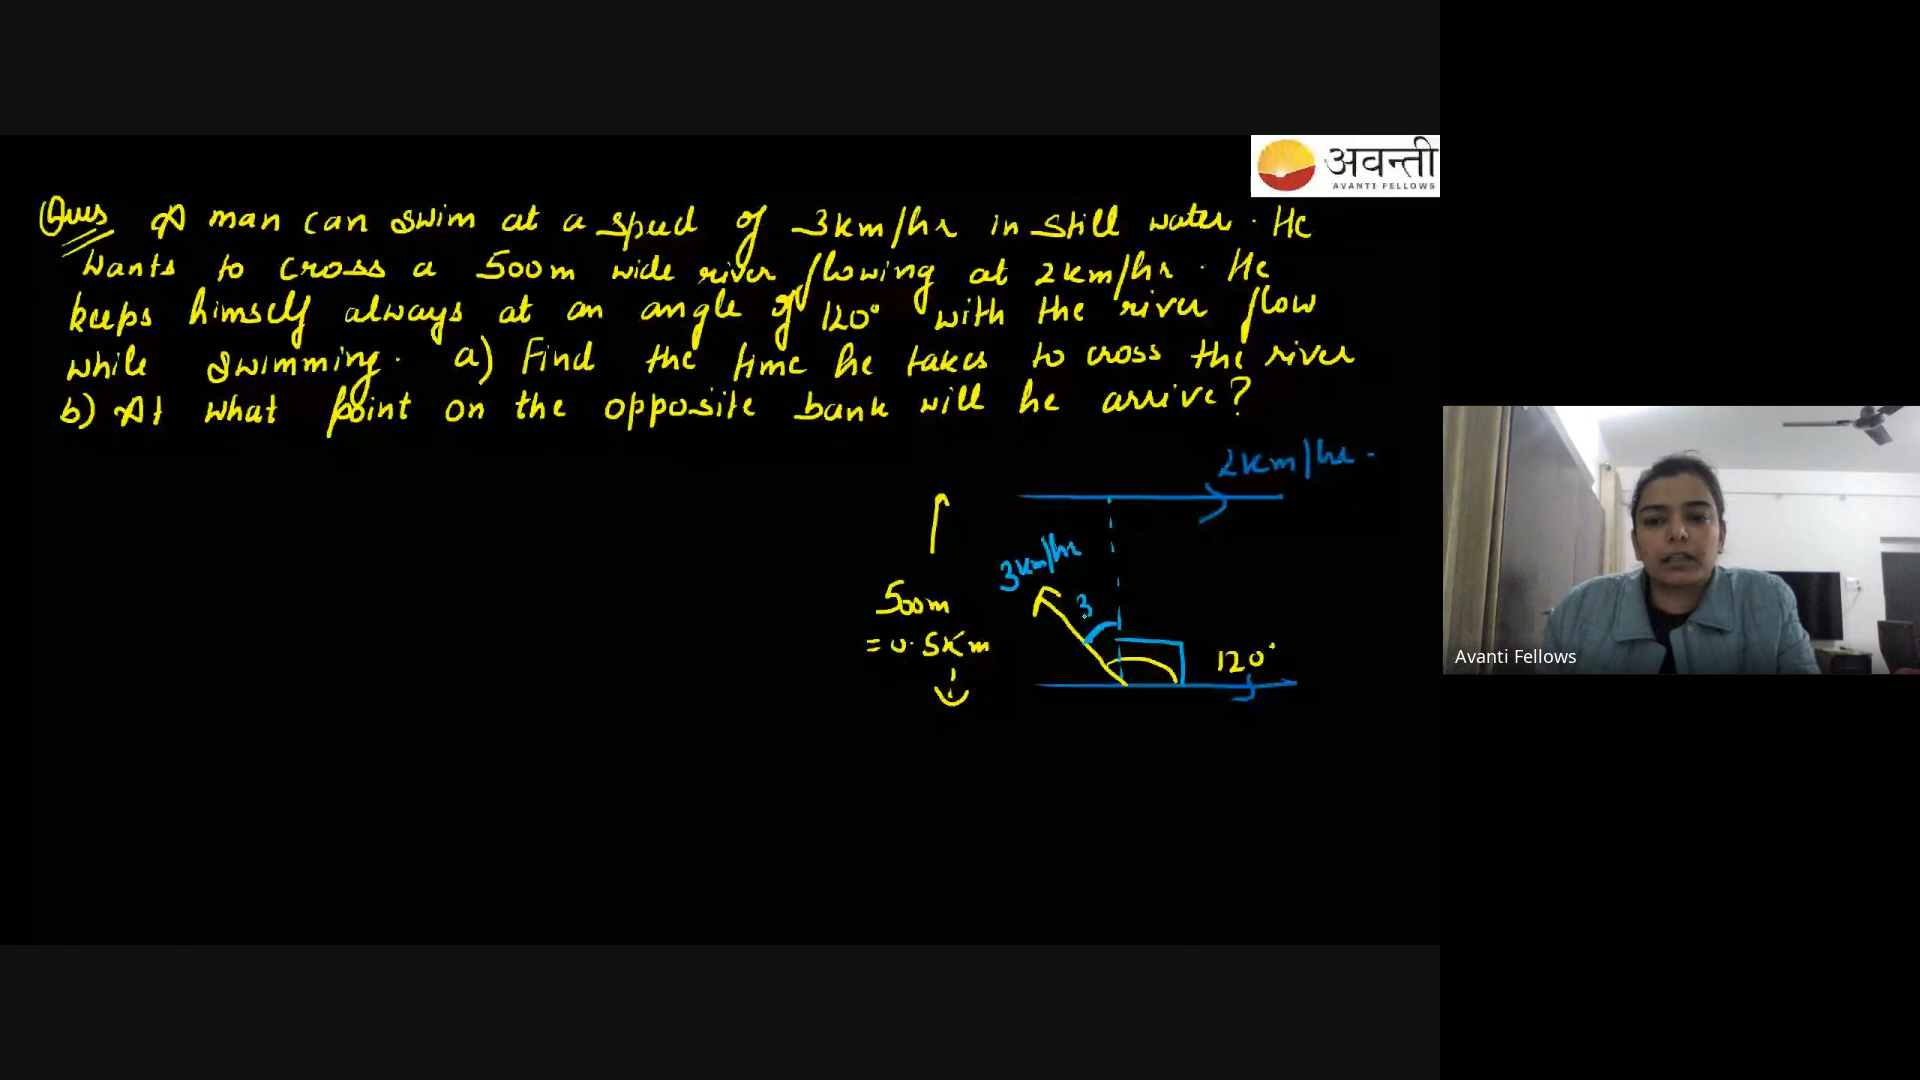 अवन्ती
AVANTI FELLOWS
Ques A man can swim at a speed of 3km/hr in still water. He
wants to cross a 500m wide river flowing at 2km/hr. He
keeps himself always at an angle of 120° with the river flow
while swimming. a) Find the time he takes to cross the river
b) At what point on the opposite bank will he arrive?
2km/hr.
3km/hr
3
500m
= 0.5Km
120°
Avanti Fellows